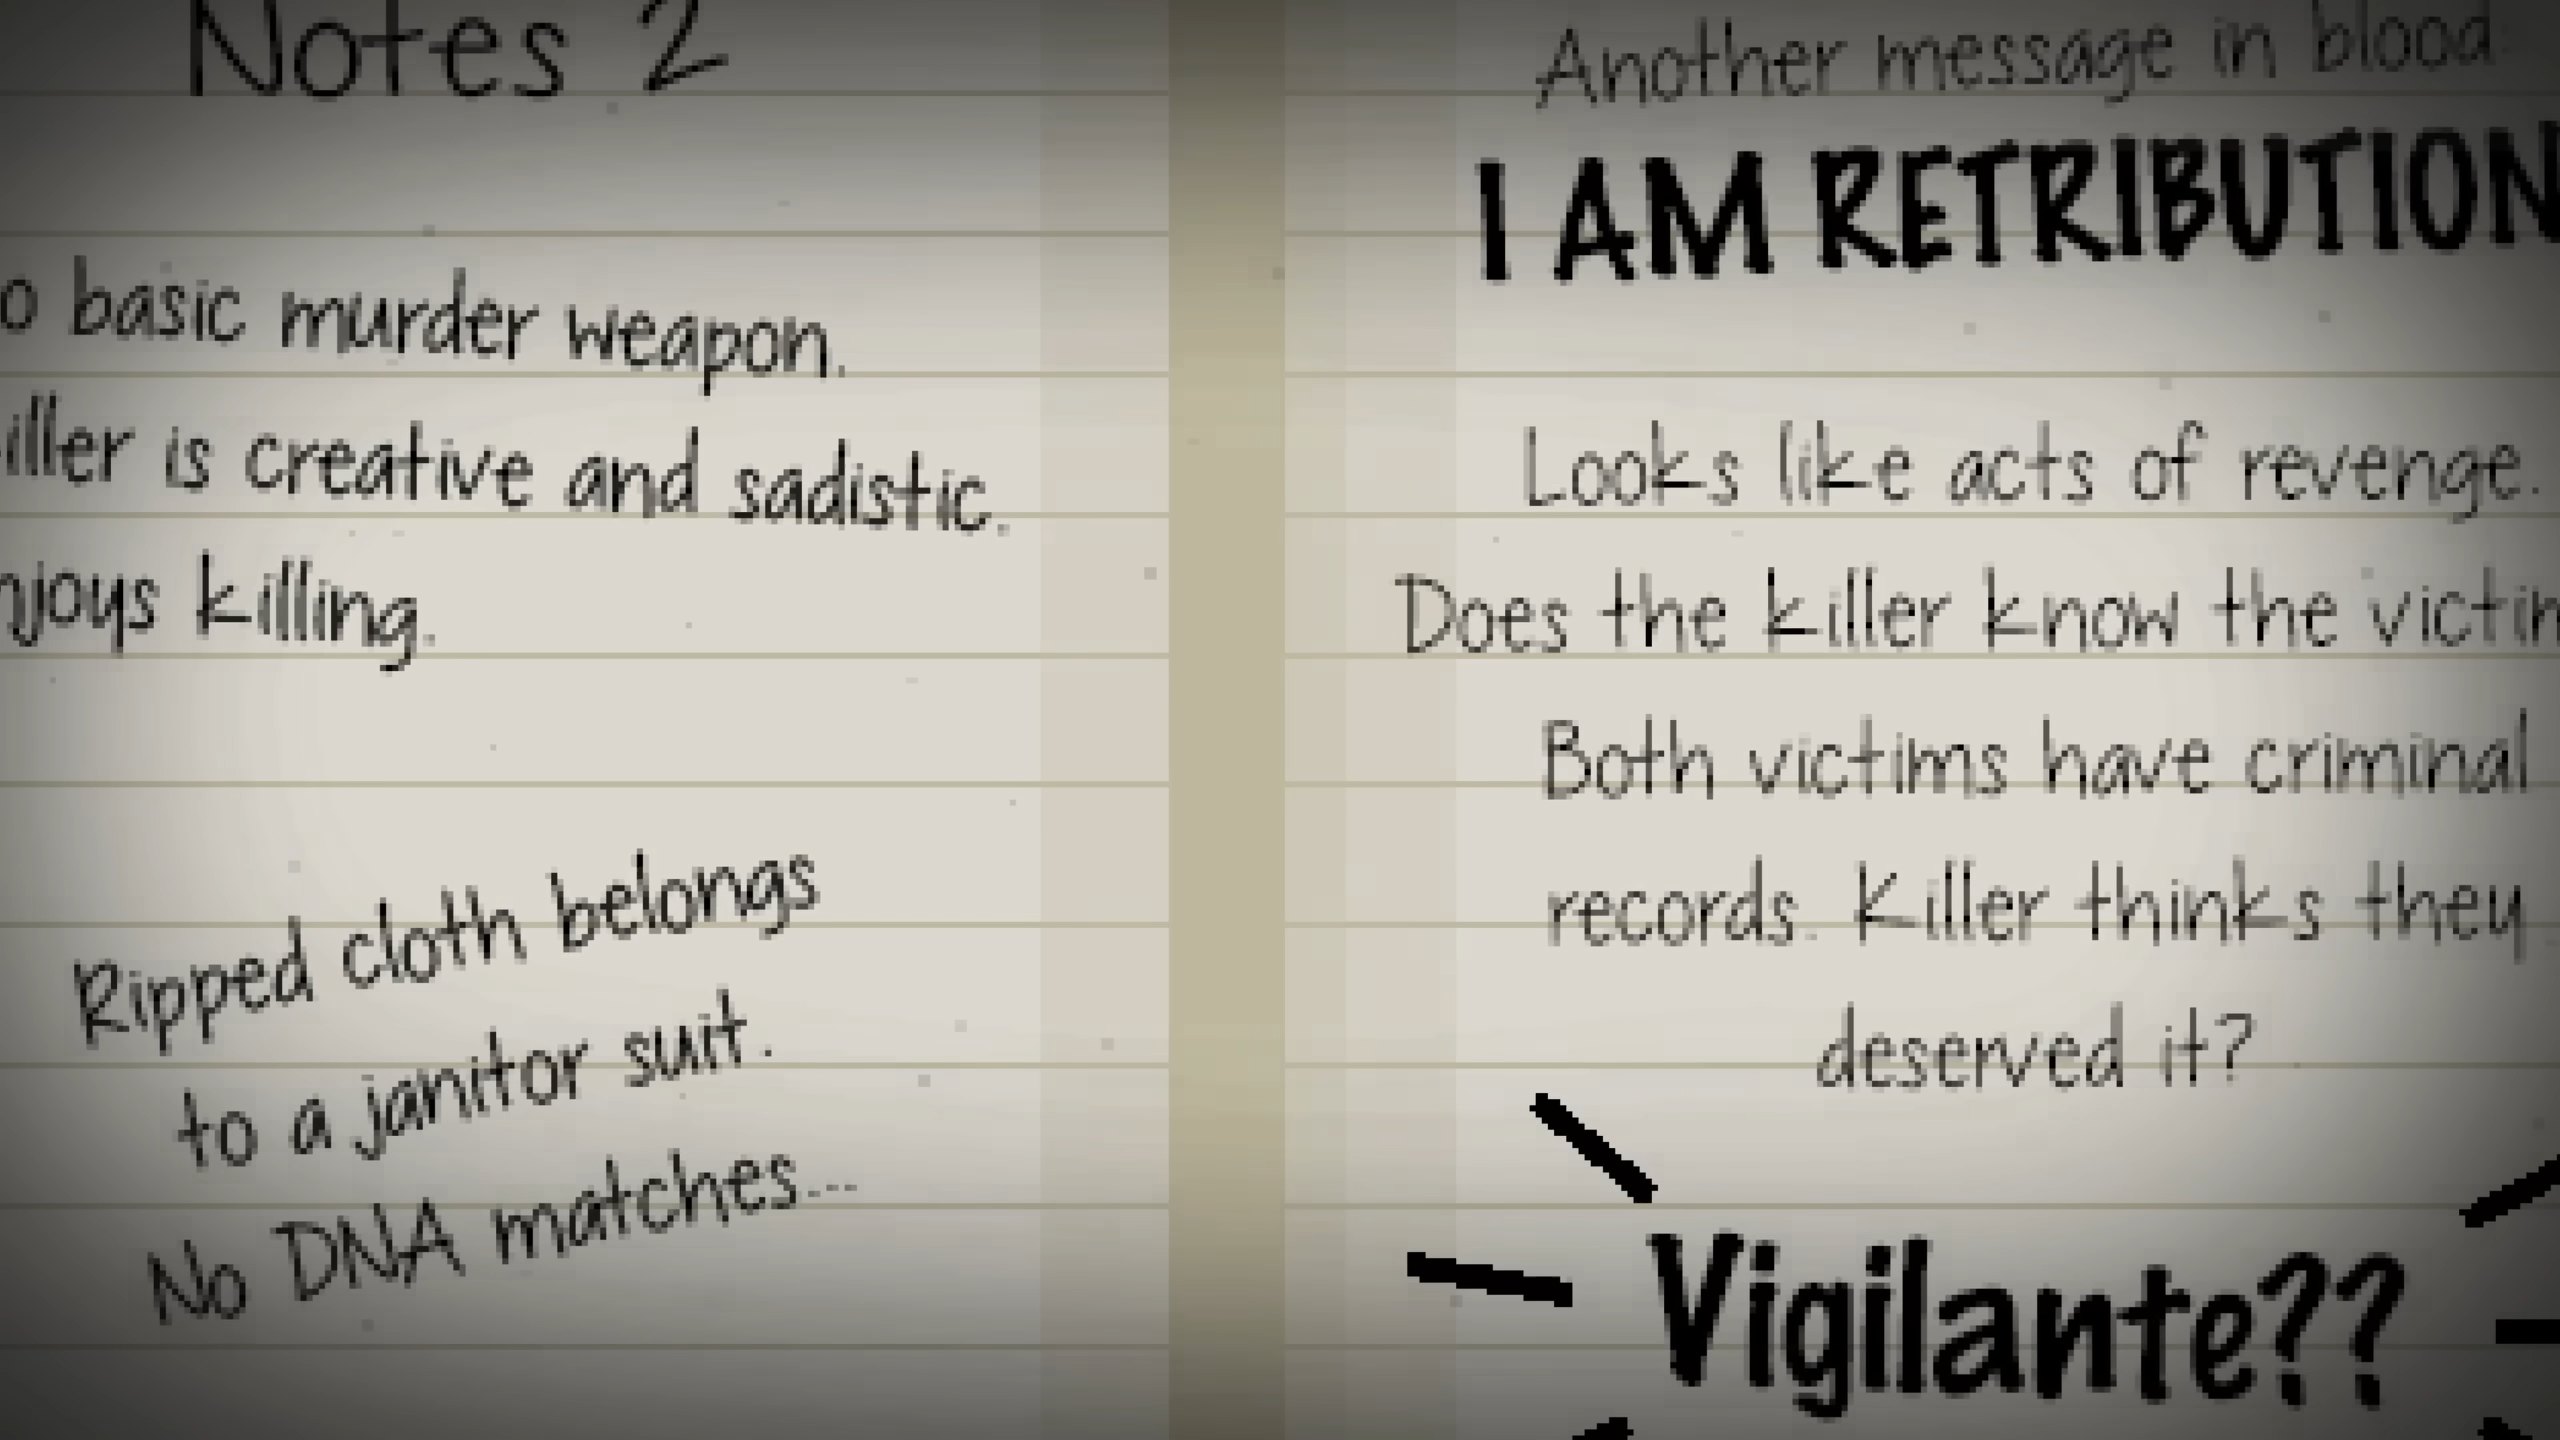 Notes 2
o basic murder weapon.
iller is creative and sadistic.
njoys killing.
Ripped cloth belongs
to a janitor suit.
No DNA matches...
Another message in blood
I AM RETRIBUTION
Looks like acts of revenge.
Does the killer know the victim
Both victims have criminal
records. Killer thinks they
deserved it?
Vigilante??